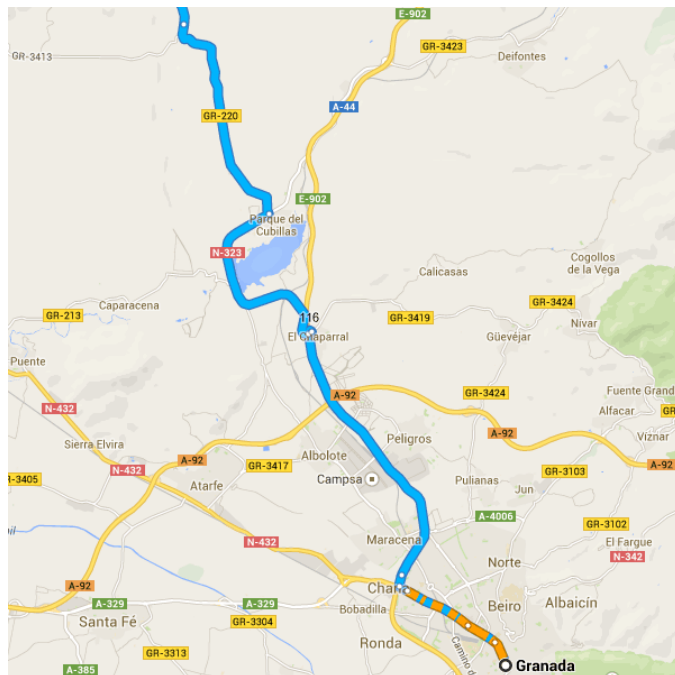 E-902
GR-3423
GR-3413
Deifontes
A-44
GR-220
E-902
Parque del
Cubillas
N-323
Cogollos
de la Vega
Calicasas
Caparacena
GR-3424
GR-213
116
GR-3419
Nívar
El Chaparral
Güevéjar
Puente
Fuente Grand
GR-3424
A-92
Alfacar
N-432
Peligros
A-92
Víznar
Sierra Elvira
Albolote
A-92
A-92
N-432
GR-3417
GR-3103
R-3405
Campsa
Atarfe
Pulianas
Jun
A-4006
GR-3102
Maracena
N-432
El Fargue
N-342
Norte
A-92
Chana
A-329
A-329
Bobadilla
Beiro
Albaicín
Santa Fé
GR-3304
Ronda
GR-3313
Camino d
A-385
Granada